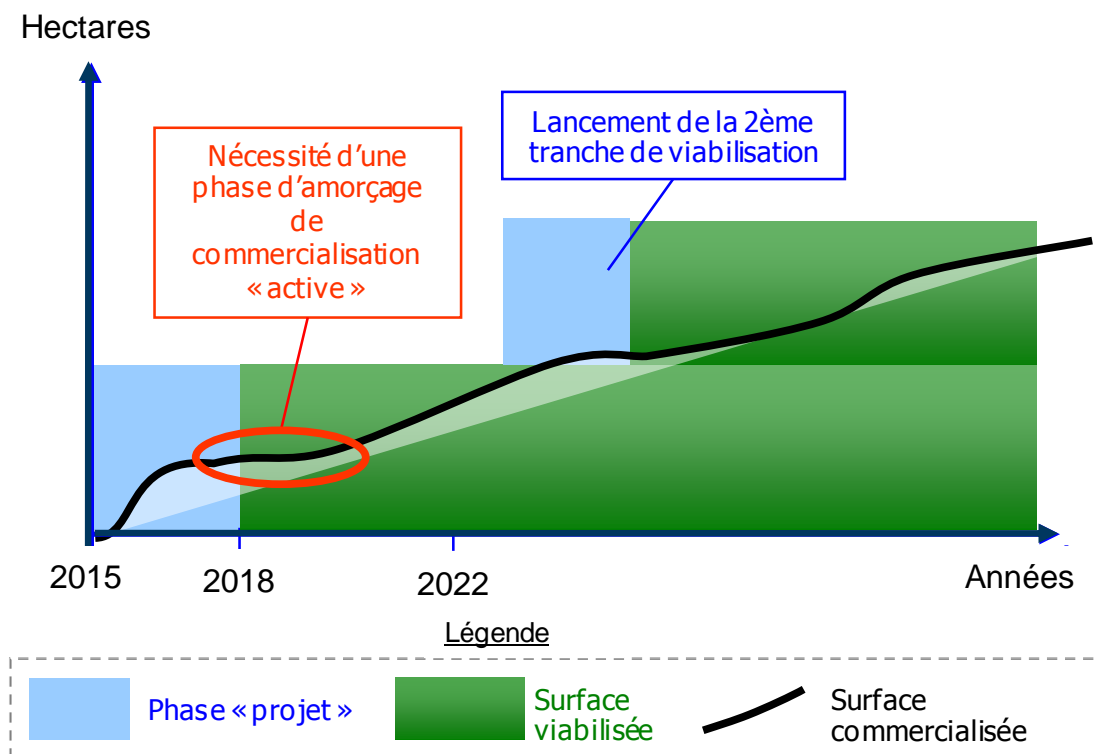 Hectares
Lancement de la 2ème
tranche de viabilisation
Nécessité d'une
phase d'amorçage
de
commercialisation
« active »
2015
2018
2022
Années
Légende
Phase « projet »
Surface
viabilisée
Surface
commercialisée